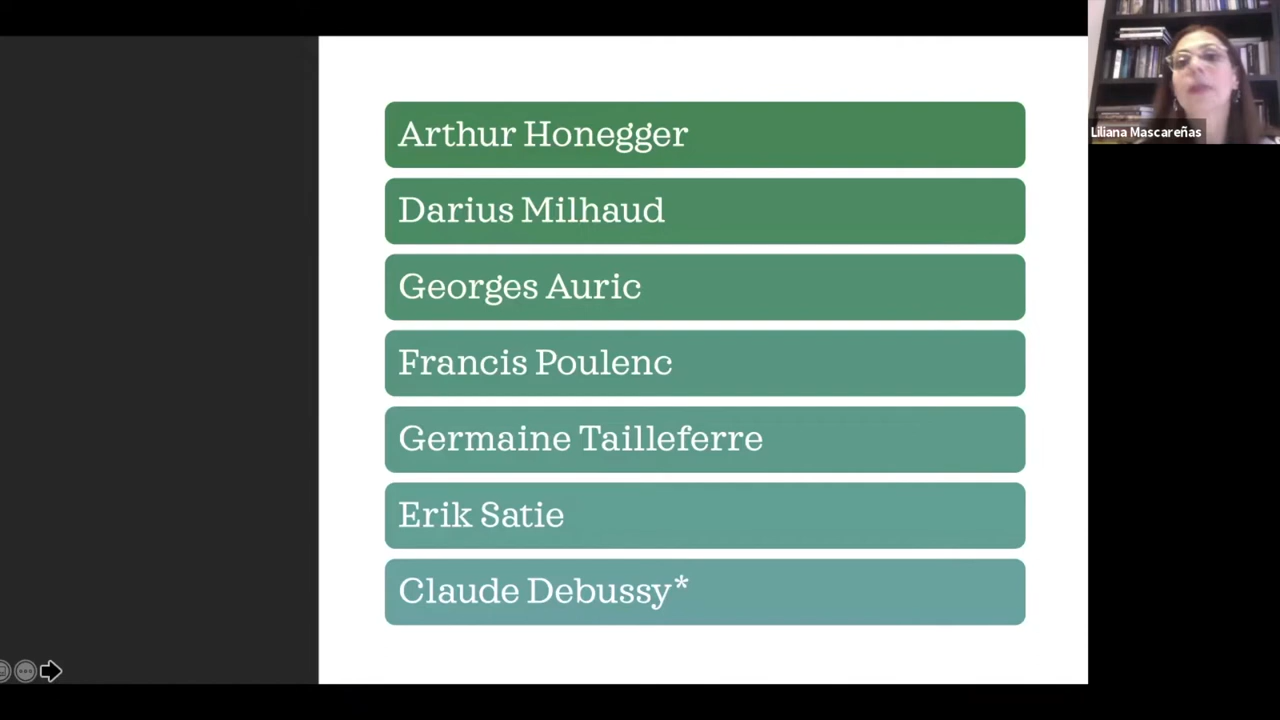 Arthur Honegger
Darius Milhaud
Georges Auric
Francis Poulenc
Germaine Tailleferre
Erik Satie
Claude Debussy*
Liliana Mascareñas